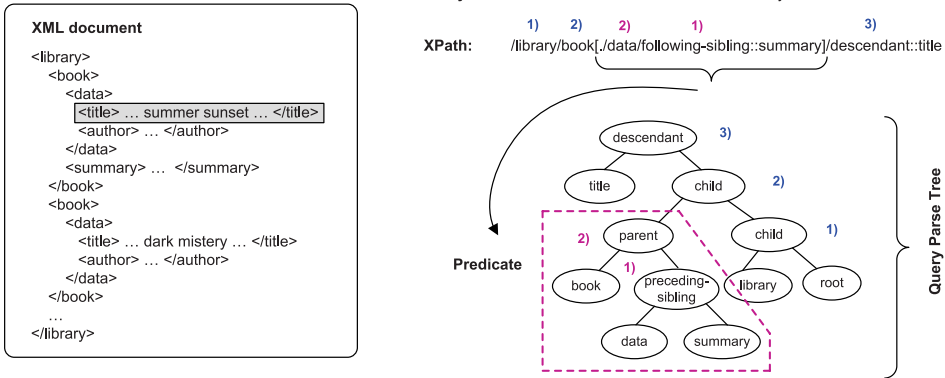 XML document
<library>
<book>
<data>
<title> … summer sunset … </title>
<author> … </author>
</data>
<summary> … </summary>
</book>
<book>
<data>
<title> … dark mistery … </title>
<author> … </author>
</data>
</book>
…
</library>
1) 2) 2) 1) 3)
XPath: /library/book[./data/following-sibling::summary]/descendant::title
descendant 3)
title child 2)
2) parent child 1)
Predicate
book 1) preceding-sibling library root
data summary
Query Parse Tree